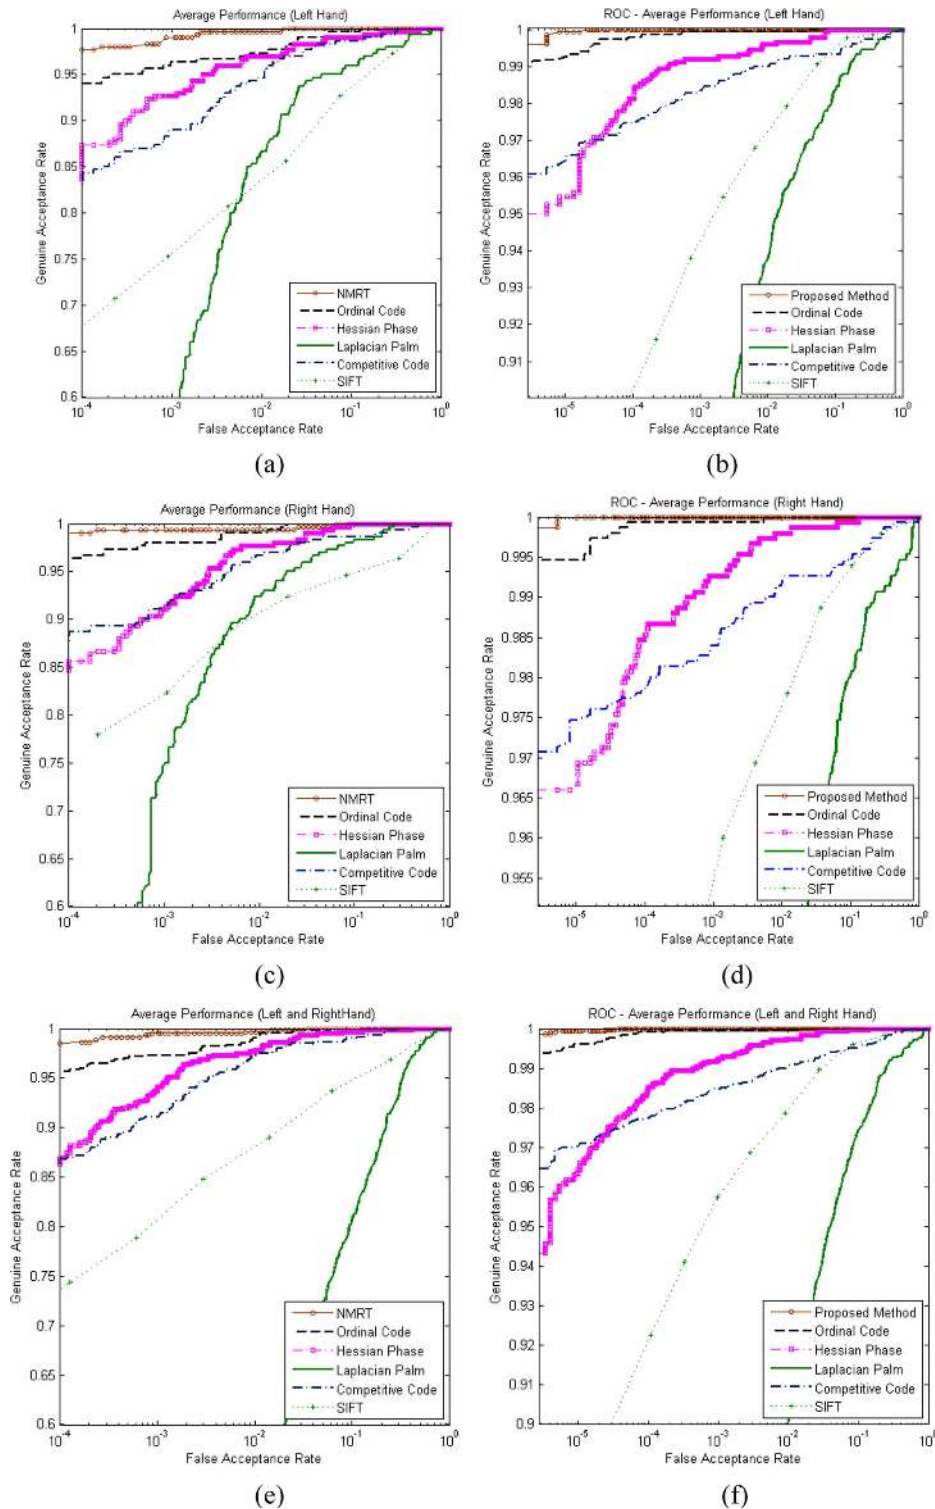 Average Performance (Left Hand)
1
0.95
0.9
0.85
0.8
0.75
0.7
0.65
0.6
Genuine Acceptance Rate
NMRT
Ordinal Code
Hessian Phase
Laplacian Palm
Competitive Code
SIFT
10^-4 10^-3 10^-2 10^-1 10^0
False Acceptance Rate
(a)
ROC - Average Performance (Left Hand)
1
0.99
0.98
0.97
0.96
0.95
0.94
0.93
0.92
0.91
Genuine Acceptance Rate
Proposed Method
Ordinal Code
Hessian Phase
Laplacian Palm
Competitive Code
SIFT
10^-5 10^-4 10^-3 10^-2 10^-1 10^0
False Acceptance Rate
(b)
Average Performance (Right Hand)
1
0.95
0.9
0.85
0.8
0.75
0.7
0.65
0.6
Genuine Acceptance Rate
NMRT
Ordinal Code
Hessian Phase
Laplacian Palm
Competitive Code
SIFT
10^-4 10^-3 10^-2 10^-1 10^0
False Acceptance Rate
(c)
ROC - Average Performance (Right Hand)
1
0.995
0.99
0.985
0.98
0.975
0.97
0.965
0.96
0.955
Genuine Acceptance Rate
Proposed Method
Ordinal Code
Hessian Phase
Laplacian Palm
Competitive Code
SIFT
10^-5 10^-4 10^-3 10^-2 10^-1 10^0
False Acceptance Rate
(d)
Average Performance (Left and RightHand)
1
0.95
0.9
0.85
0.8
0.75
0.7
0.65
0.6
Genuine Acceptance Rate
NMRT
Ordinal Code
Hessian Phase
Laplacian Palm
Competitive Code
SIFT
10^-4 10^-3 10^-2 10^-1 10^0
False Acceptance Rate
(e)
ROC - Average Performance (Left and Right Hand)
1
0.99
0.98
0.97
0.96
0.95
0.94
0.93
0.92
0.91
0.9
Genuine Acceptance Rate
Proposed Method
Ordinal Code
Hessian Phase
Laplacian Palm
Competitive Code
SIFT
10^-5 10^-4 10^-3 10^-2 10^-1 10^0
False Acceptance Rate
(f)